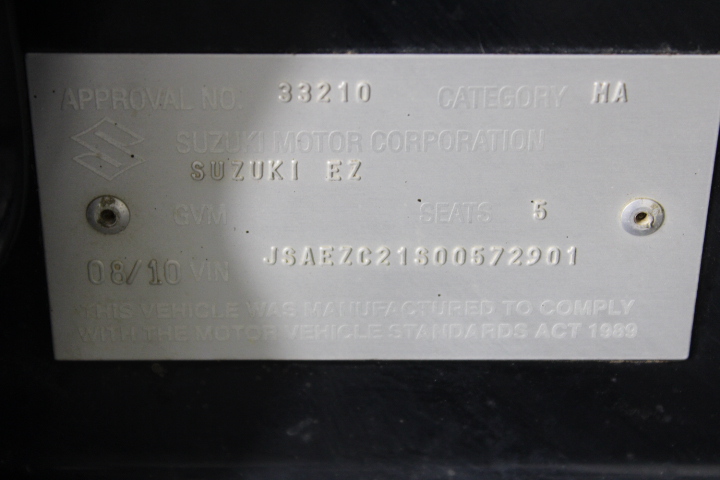 APPROVAL NO. 33210 CATEGORY MA
SUZUKI MOTOR CORPORATION
SUZUKI EZ
GVM SEATS 5
08/10 VIN JSAEZC21S00572901
THIS VEHICLE WAS MANUFACTURED TO COMPLY
WITH THE MOTOR VEHICLE STANDARDS ACT 1989